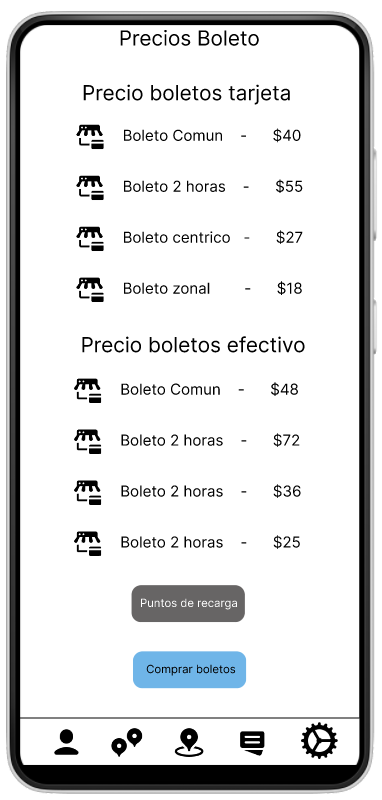 Precios Boleto
Precio boletos tarjeta
Boleto Comun - $40
Boleto 2 horas - $55
Boleto centrico - $27
Boleto zonal - $18
Precio boletos efectivo
Boleto Comun - $48
Boleto 2 horas - $72
Boleto 2 horas - $36
Boleto 2 horas - $25
Puntos de recarga
Comprar boletos